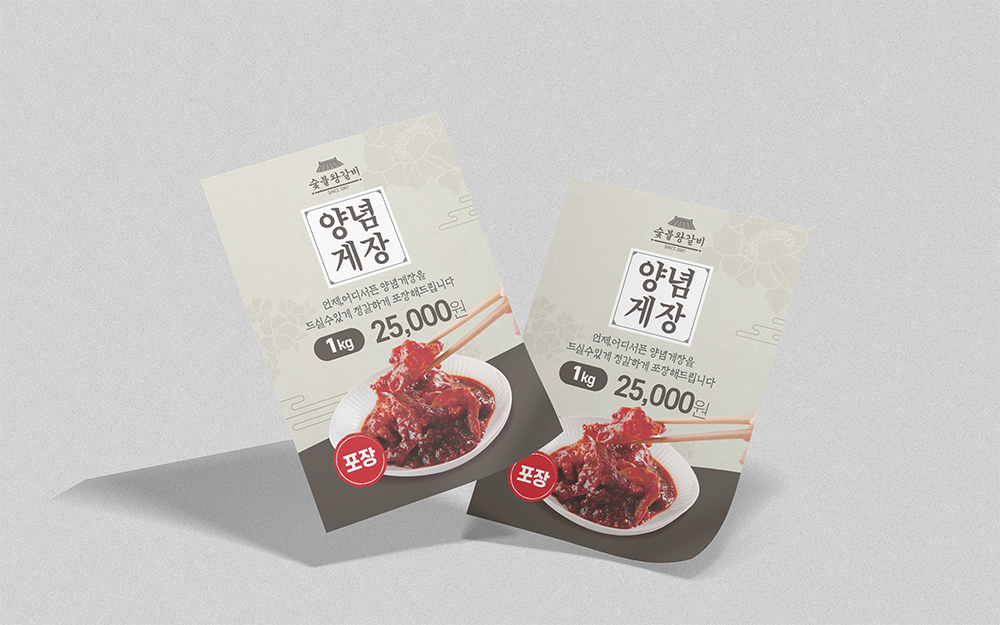 숯불왕갈비
SINCE 1987
양념
게장
언제,어디서든 양념게장을
드실수있게 정갈하게 포장해드립니다
1kg 25,000원
포장
숯불왕갈비
SINCE 1987
양념
게장
언제,어디서든 양념게장을
드실수있게 정갈하게 포장해드립니다
1kg
25,000원
포장